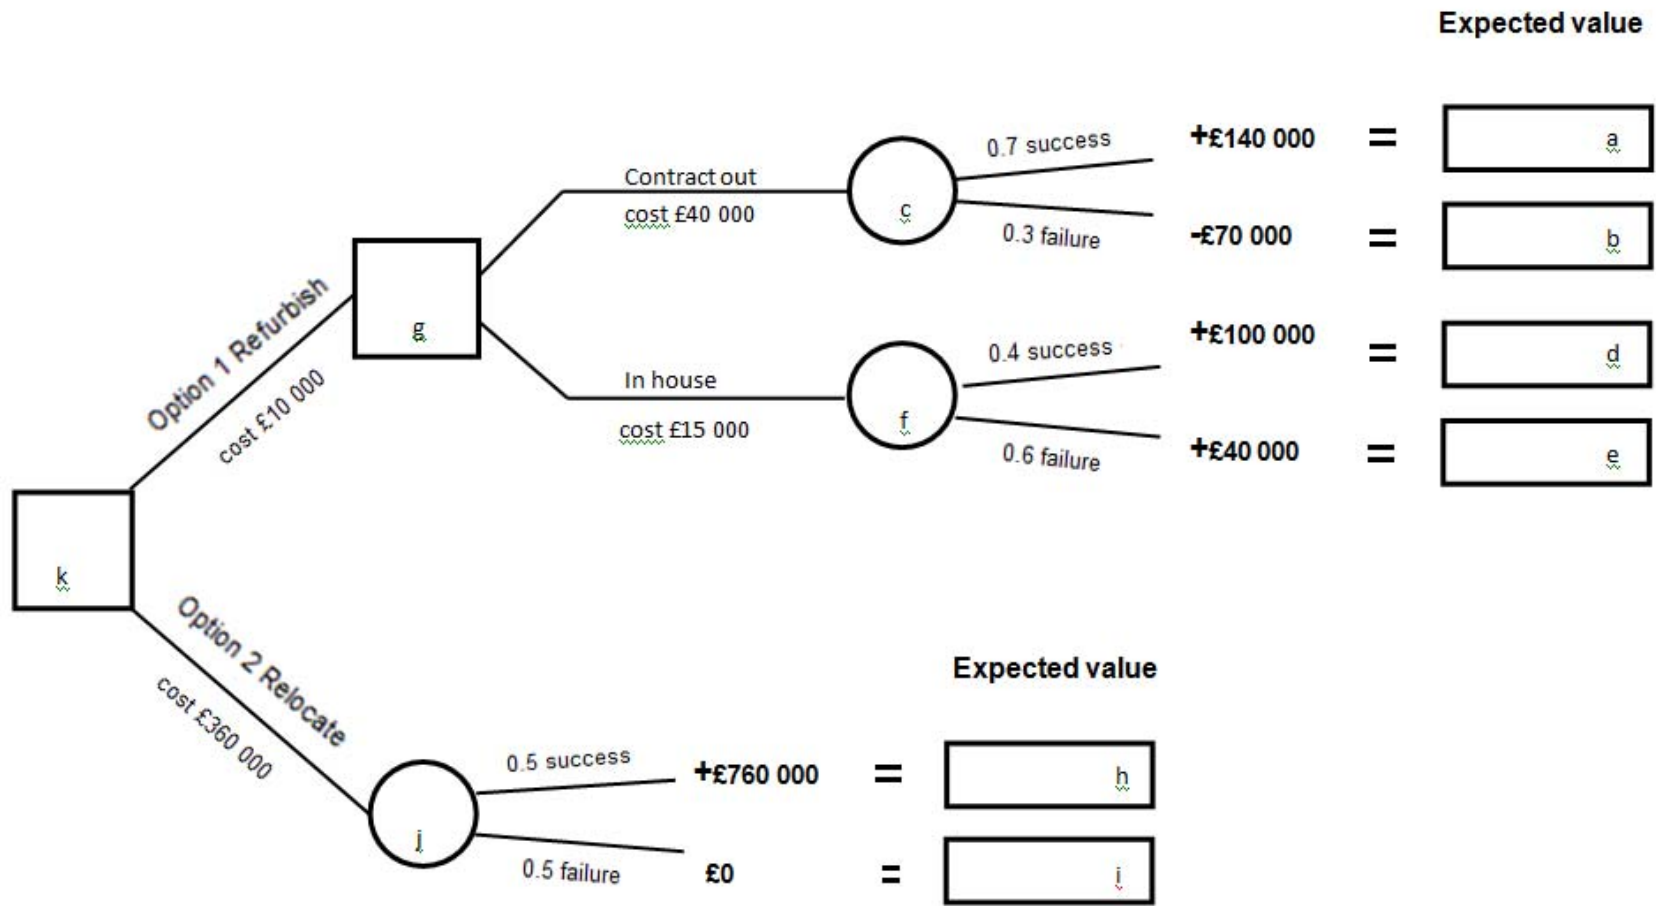 Expected value
0.7 success
+£140 000
=
a
Contract out
cost £40 000
c
0.3 failure
-£70 000
=
b
Option 1 Refurbish
cost £10 000
g
0.4 success
+£100 000
=
d
In house
cost £15 000
f
0.6 failure
+£40 000
=
e
k
Option 2 Relocate
cost £360 000
Expected value
0.5 success
+£760 000
=
h
j
0.5 failure
£0
=
i